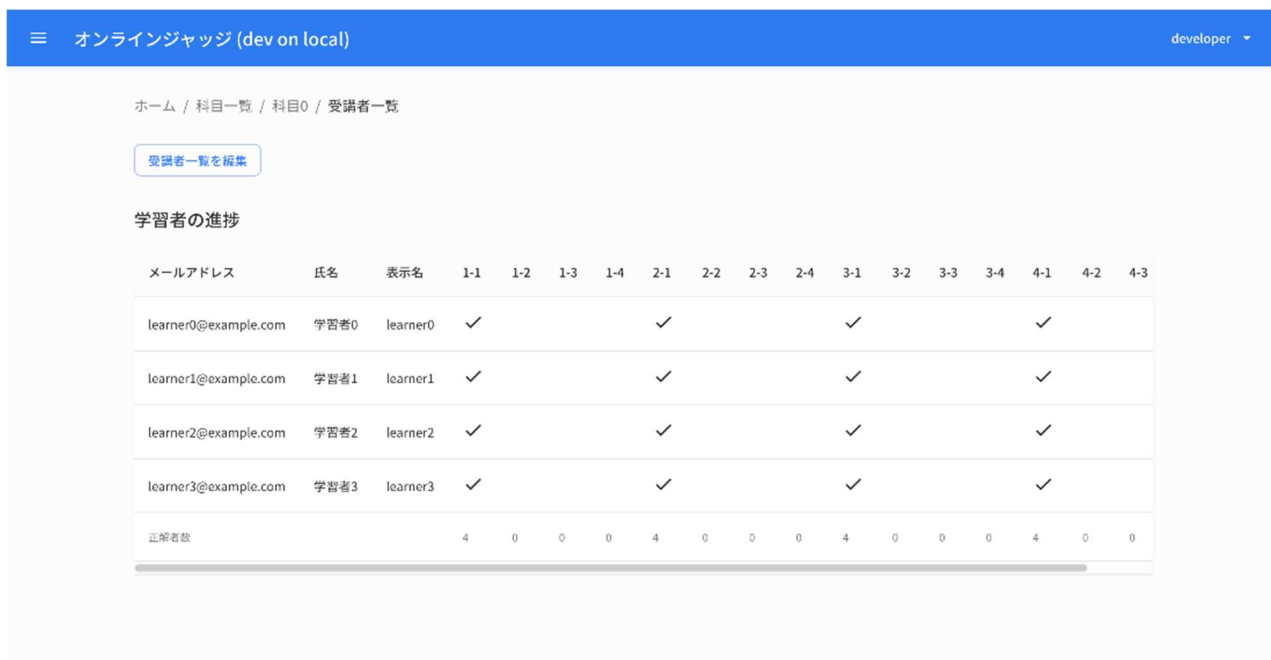 オンラインジャッジ (dev on local) developer
ホーム / 科目一覧 / 科目0 / 受講者一覧
受講者一覧を編集
学習者の進捗
メールアドレス 氏名 表示名 1-1 1-2 1-3 1-4 2-1 2-2 2-3 2-4 3-1 3-2 3-3 3-4 4-1 4-2 4-3
learner0@example.com 学習者0 learner0 ✓ ✓ ✓ ✓
learner1@example.com 学習者1 learner1 ✓ ✓ ✓ ✓
learner2@example.com 学習者2 learner2 ✓ ✓ ✓ ✓
learner3@example.com 学習者3 learner3 ✓ ✓ ✓ ✓
正解者数 4 0 0 0 4 0 0 0 4 0 0 0 4 0 0